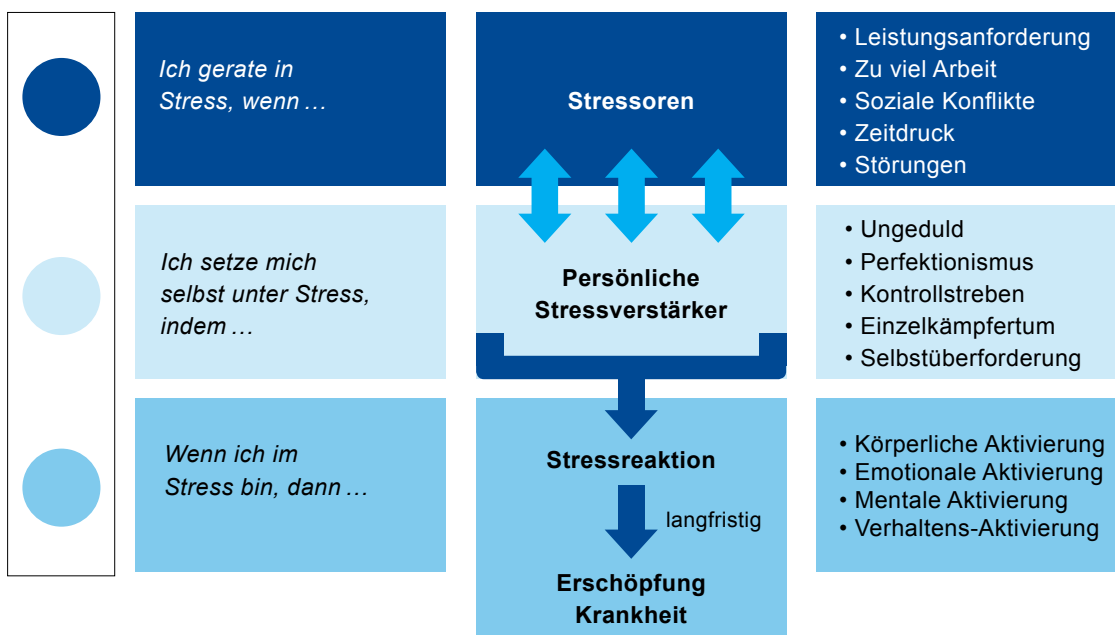 Ich gerate in
Stress, wenn …
Stressoren
• Leistungsanforderung
• Zu viel Arbeit
• Soziale Konflikte
• Zeitdruck
• Störungen
Ich setze mich
selbst unter Stress,
indem …
Persönliche
Stressverstärker
• Ungeduld
• Perfektionismus
• Kontrollstreben
• Einzelkämpfertum
• Selbstüberforderung
Wenn ich im
Stress bin, dann …
Stressreaktion
langfristig
Erschöpfung
Krankheit
• Körperliche Aktivierung
• Emotionale Aktivierung
• Mentale Aktivierung
• Verhaltens-Aktivierung